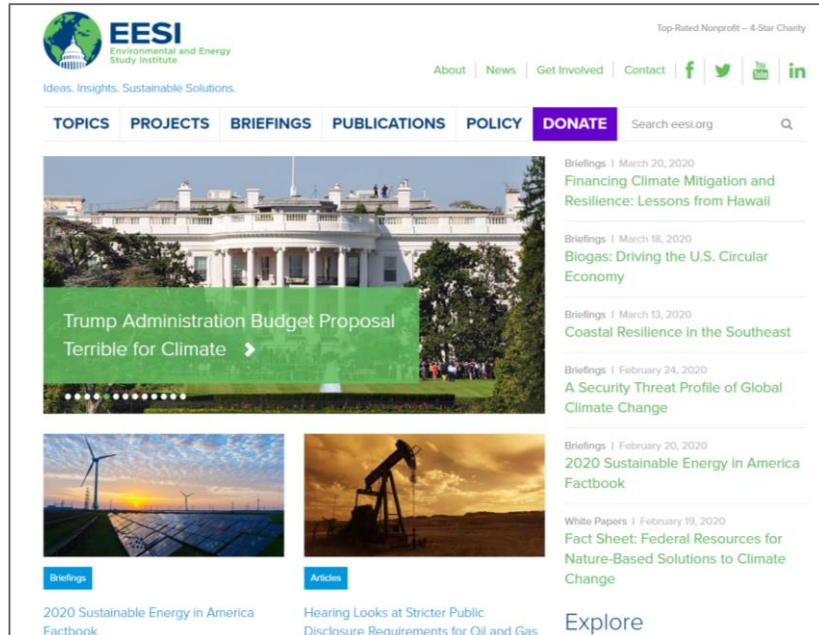 EESI
Environmental and Energy
Study Institute
Ideas. Insights. Sustainable Solutions.
Top-Rated Nonprofit – 4-Star Charity
About | News | Get Involved | Contact
You
Tube
TOPICS PROJECTS BRIEFINGS PUBLICATIONS POLICY DONATE Search eesi.org
Trump Administration Budget Proposal
Terrible for Climate
Briefings
2020 Sustainable Energy in America
Factbook
Articles
Hearing Looks at Stricter Public
Disclosure Requirements for Oil and Gas
Briefings | March 20, 2020
Financing Climate Mitigation and
Resilience: Lessons from Hawaii
Briefings | March 18, 2020
Biogas: Driving the U.S. Circular
Economy
Briefings | March 13, 2020
Coastal Resilience in the Southeast
Briefings | February 24, 2020
A Security Threat Profile of Global
Climate Change
Briefings | February 20, 2020
2020 Sustainable Energy in America
Factbook
White Papers | February 19, 2020
Fact Sheet: Federal Resources for
Nature-Based Solutions to Climate
Change
Explore